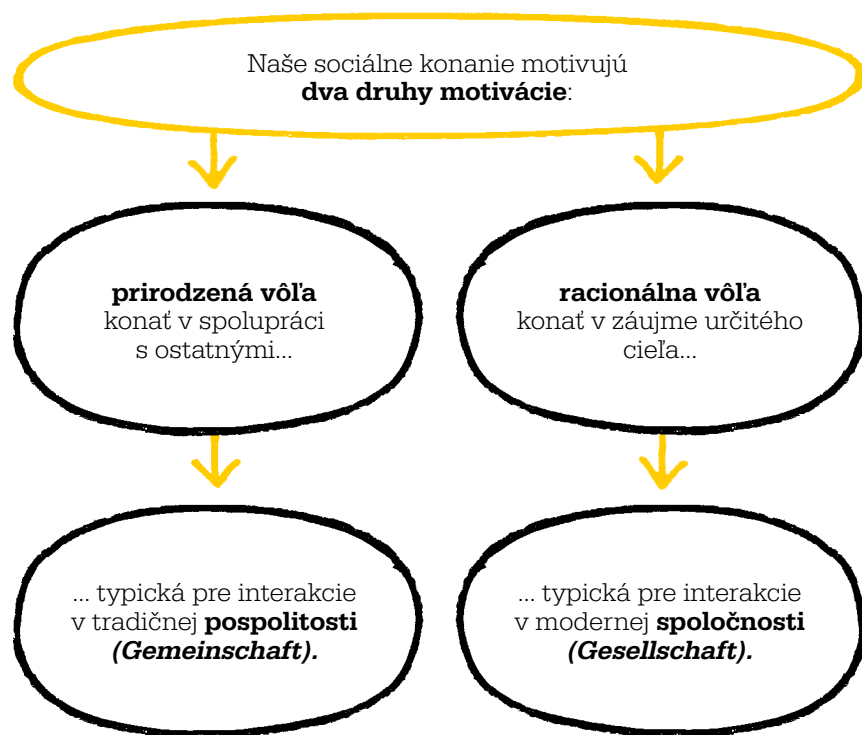 Naše sociálne konanie motivujú
dva druhy motivácie:
prirodzená vôľa
konať v spolupráci
s ostatnými...
racionálna vôľa
konať v záujme určitého
cieľa...
... typická pre interakcie
v tradičnej pospolitosti
(Gemeinschaft).
... typická pre interakcie
v modernej spoločnosti
(Gesellschaft).